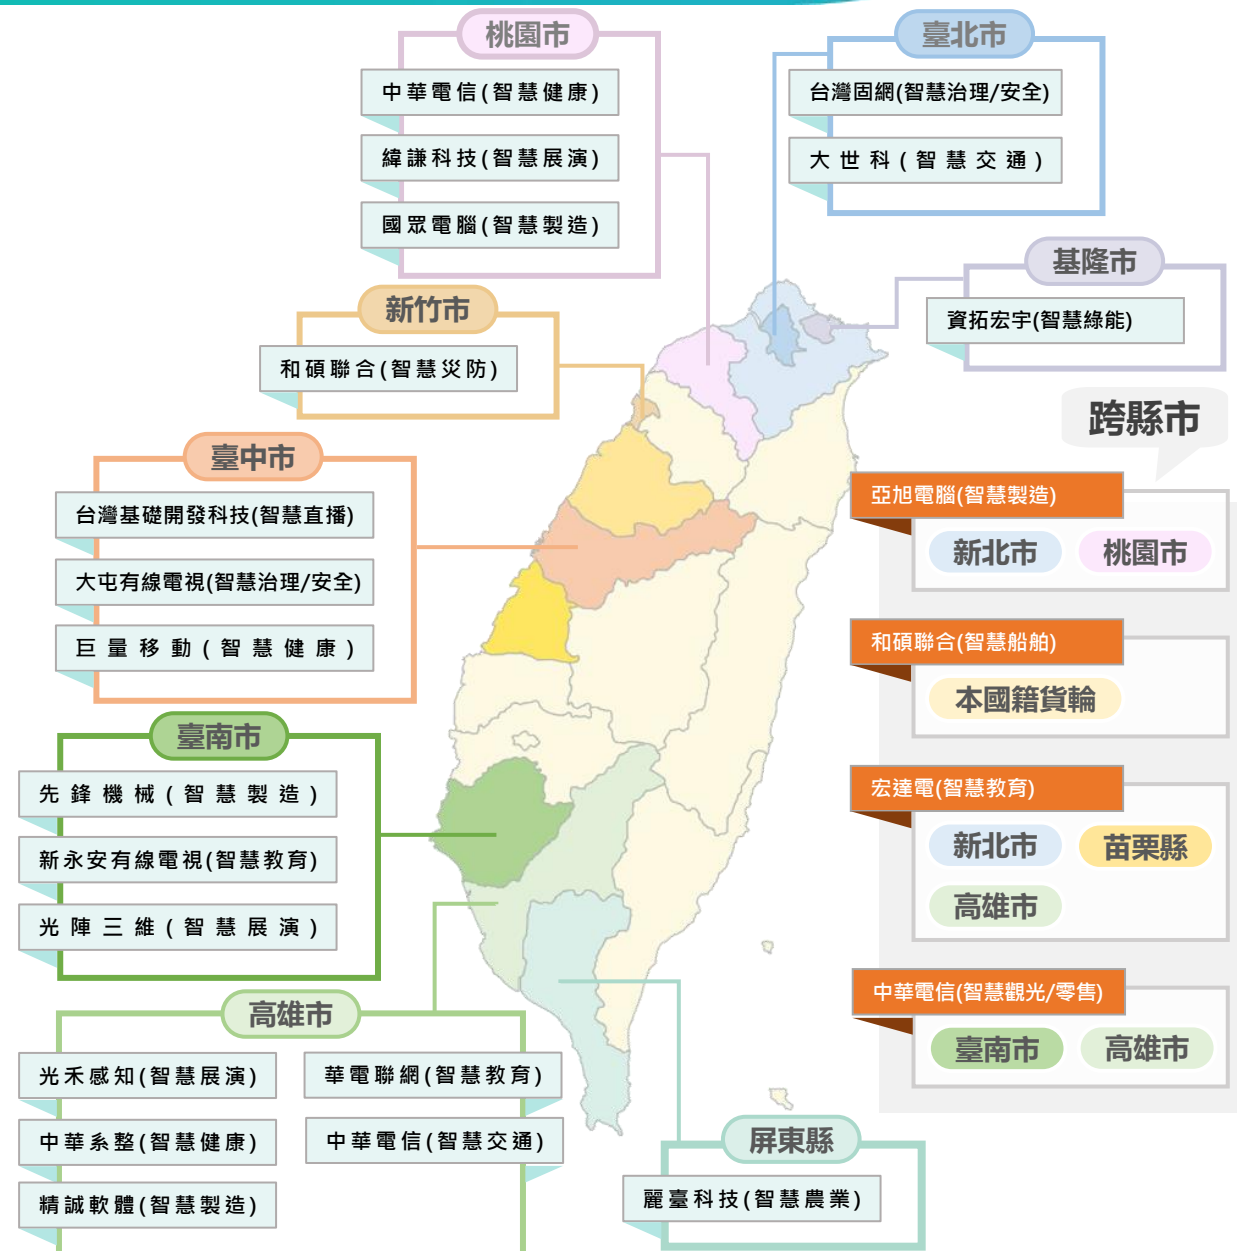 桃園市
中華電信(智慧健康)
緯謙科技(智慧展演)
國眾電腦(智慧製造)
臺北市
台灣固網(智慧治理/安全)
大世科(智慧交通)
基隆市
資拓宏宇(智慧綠能)
新竹市
和碩聯合(智慧災防)
臺中市
台灣基礎開發科技(智慧直播)
大屯有線電視(智慧治理/安全)
巨量移動(智慧健康)
臺南市
先鋒機械(智慧製造)
新永安有線電視(智慧教育)
光陣三維(智慧展演)
高雄市
光禾感知(智慧展演)
華電聯網(智慧教育)
中華系整(智慧健康)
中華電信(智慧交通)
精誠軟體(智慧製造)
屏東縣
麗臺科技(智慧農業)
跨縣市
亞旭電腦(智慧製造)
新北市
桃園市
和碩聯合(智慧船舶)
本國籍貨輪
宏達電(智慧教育)
新北市
苗栗縣
高雄市
中華電信(智慧觀光/零售)
臺南市
高雄市